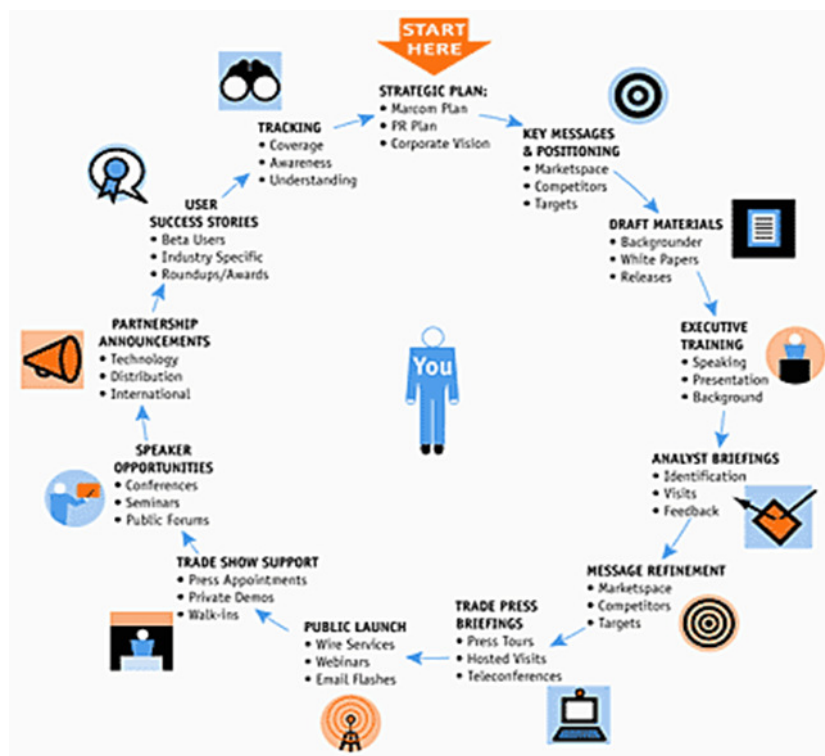 START
HERE
STRATEGIC PLAN:
• Marcom Plan
• PR Plan
• Corporate Vision
KEY MESSAGES
& POSITIONING
• Marketspace
• Competitors
• Targets
DRAFT MATERIALS
• Backgrounder
• White Papers
• Releases
EXECUTIVE
TRAINING
• Speaking
• Presentation
• Background
ANALYST BRIEFINGS
• Identification
• Visits
• Feedback
MESSAGE REFINEMENT
• Marketspace
• Competitors
• Targets
TRADE PRESS
BRIEFINGS
• Press Tours
• Hosted Visits
• Teleconferences
PUBLIC LAUNCH
• Wire Services
• Webinars
• Email Flashes
TRADE SHOW SUPPORT
• Press Appointments
• Private Demos
• Walk-ins
SPEAKER
OPPORTUNITIES
• Conferences
• Seminars
• Public Forums
PARTNERSHIP
ANNOUNCEMENTS
• Technology
• Distribution
• International
USER
SUCCESS STORIES
• Beta Users
• Industry Specific
• Roundups/Awards
TRACKING
• Coverage
• Awareness
• Understanding
You